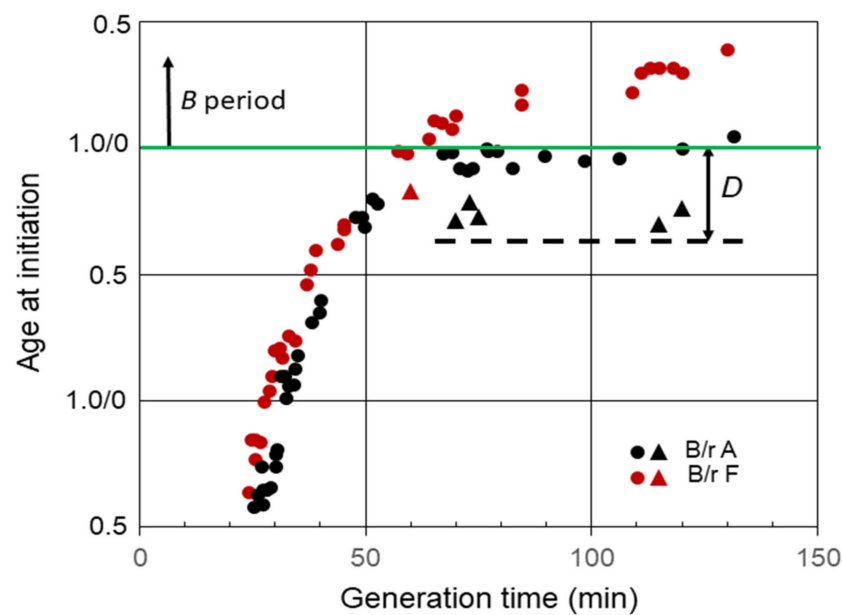 0.5
B period
1.0/0
D
0.5
1.0/0
B/r A
B/r F
0.5
0 50 100 150
Age at initiation
Generation time (min)